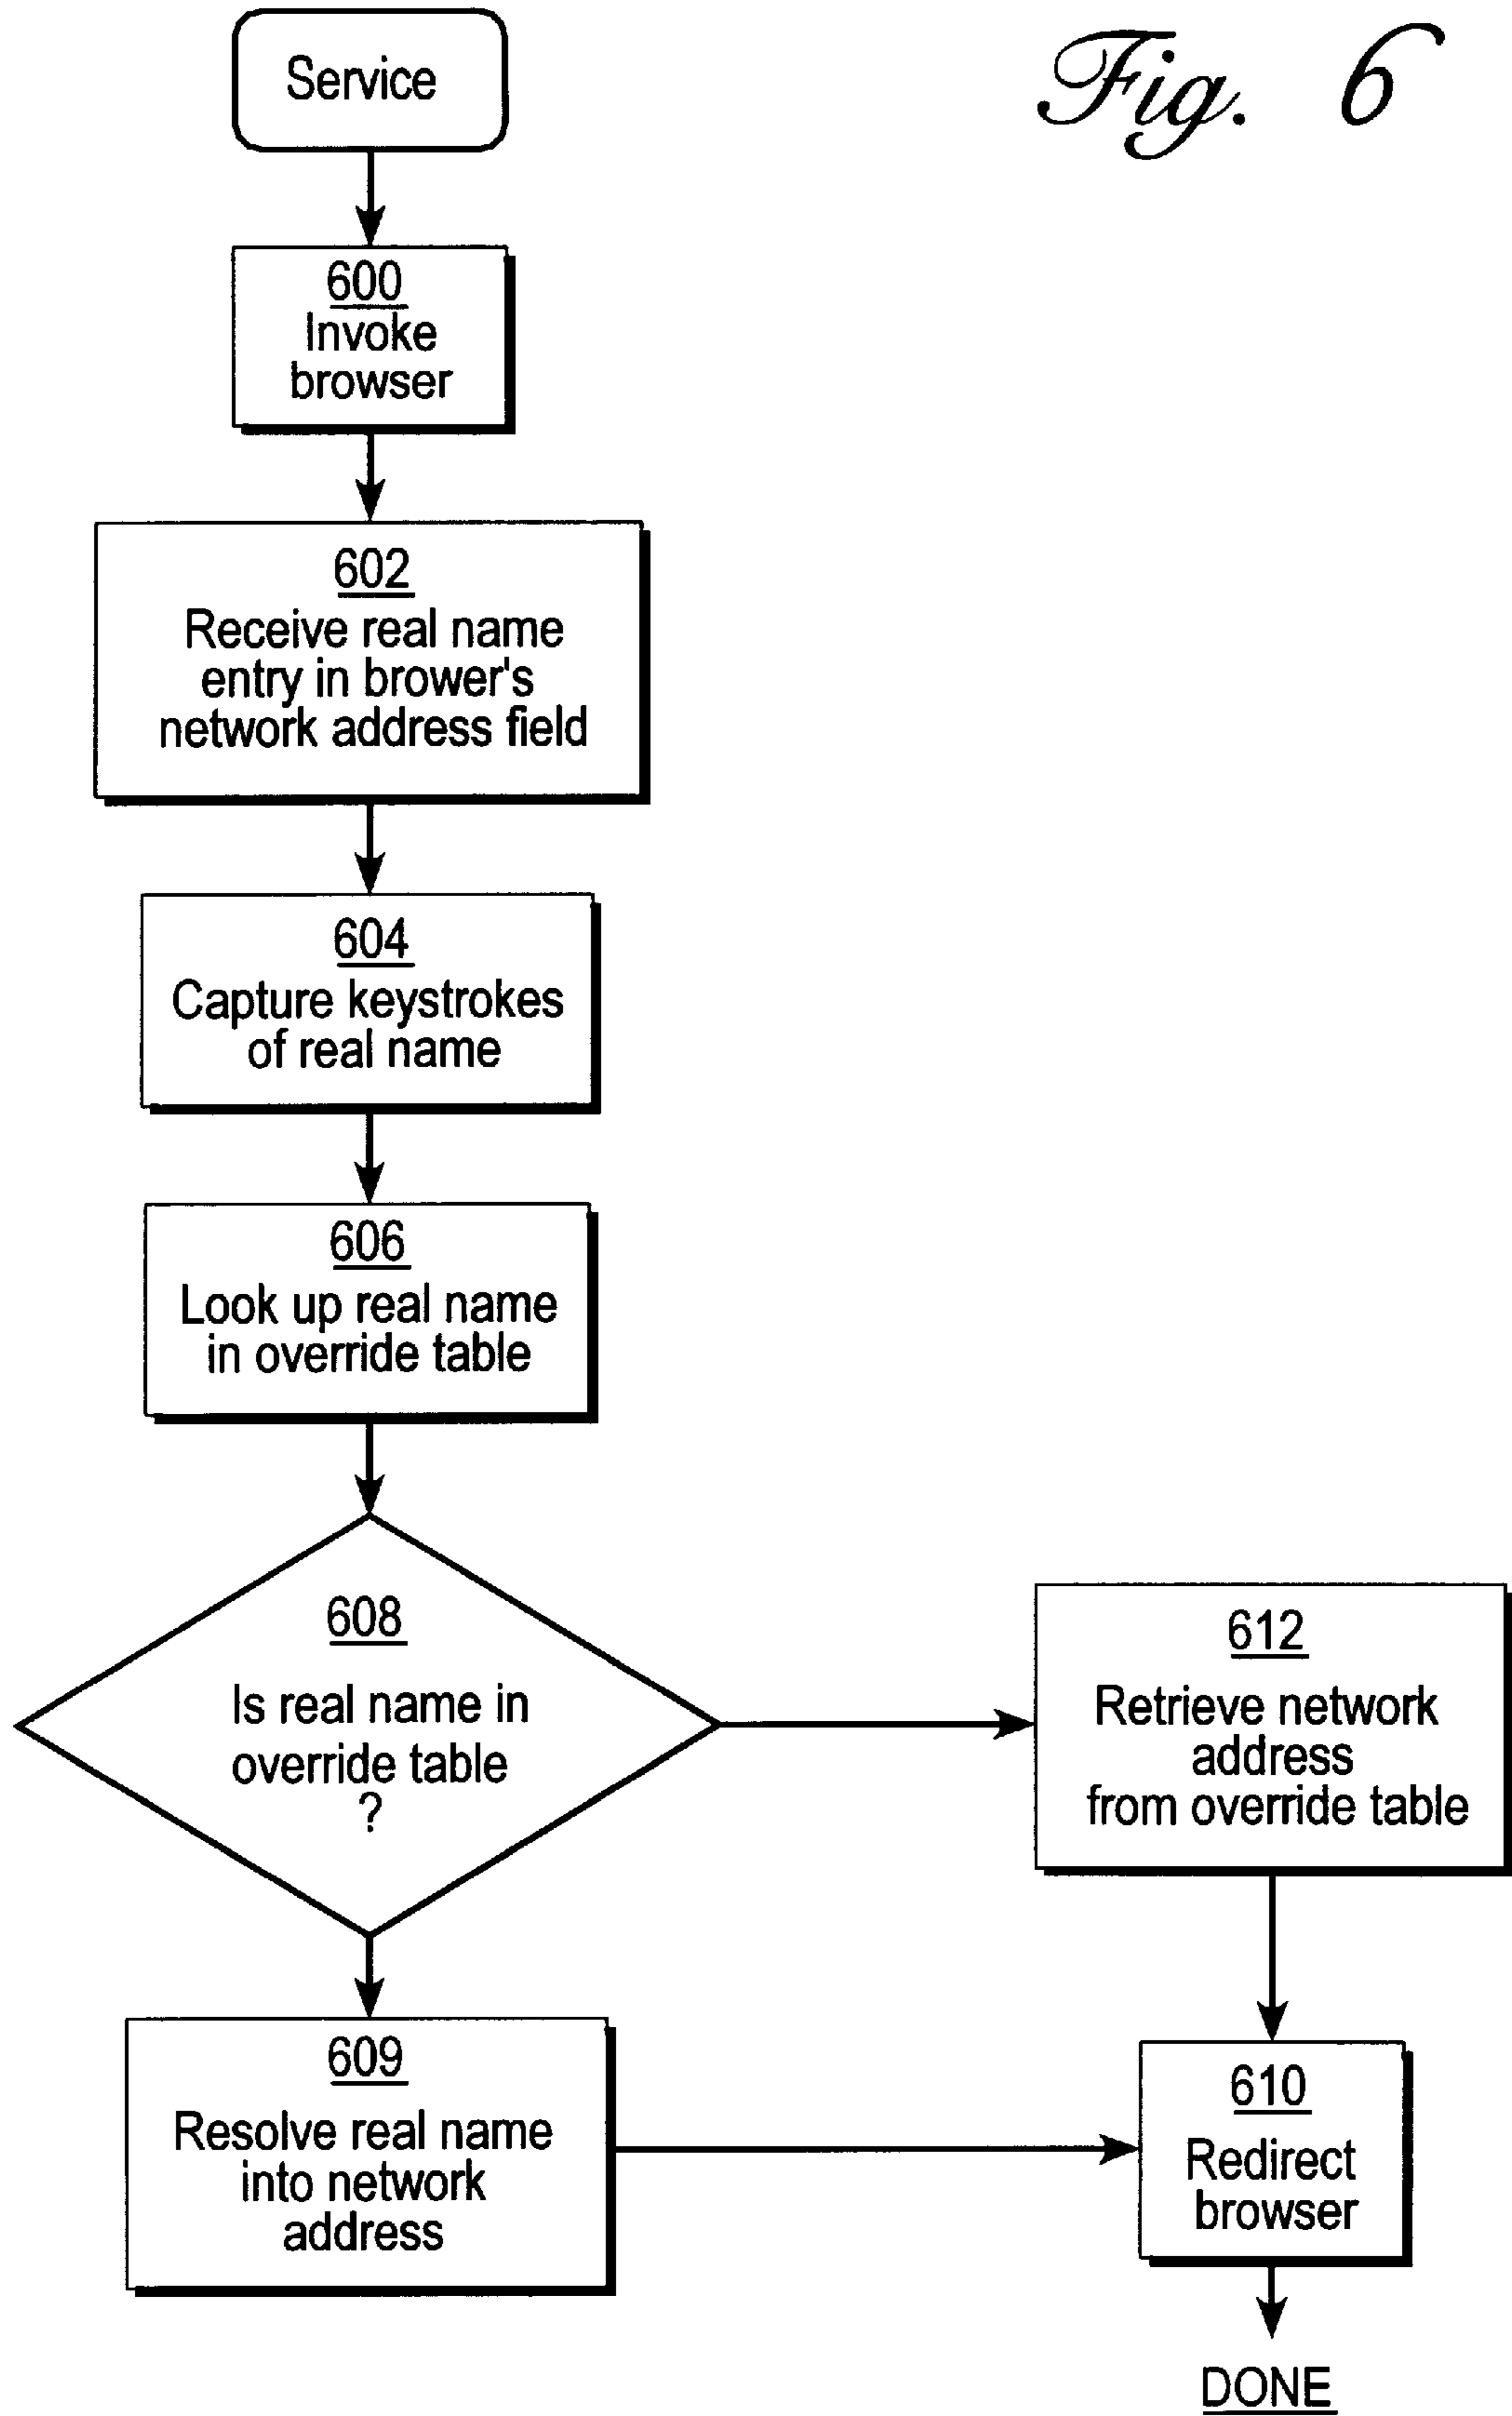 Fig. 6
Service
600
Invoke
browser
602
Receive real name
entry in brower's
network address field
604
Capture keystrokes
of real name
606
Look up real name
in override table
608
Is real name in
override table
?
612
Retrieve network
address
from override table
609
Resolve real name
into network
address
610
Redirect
browser
DONE